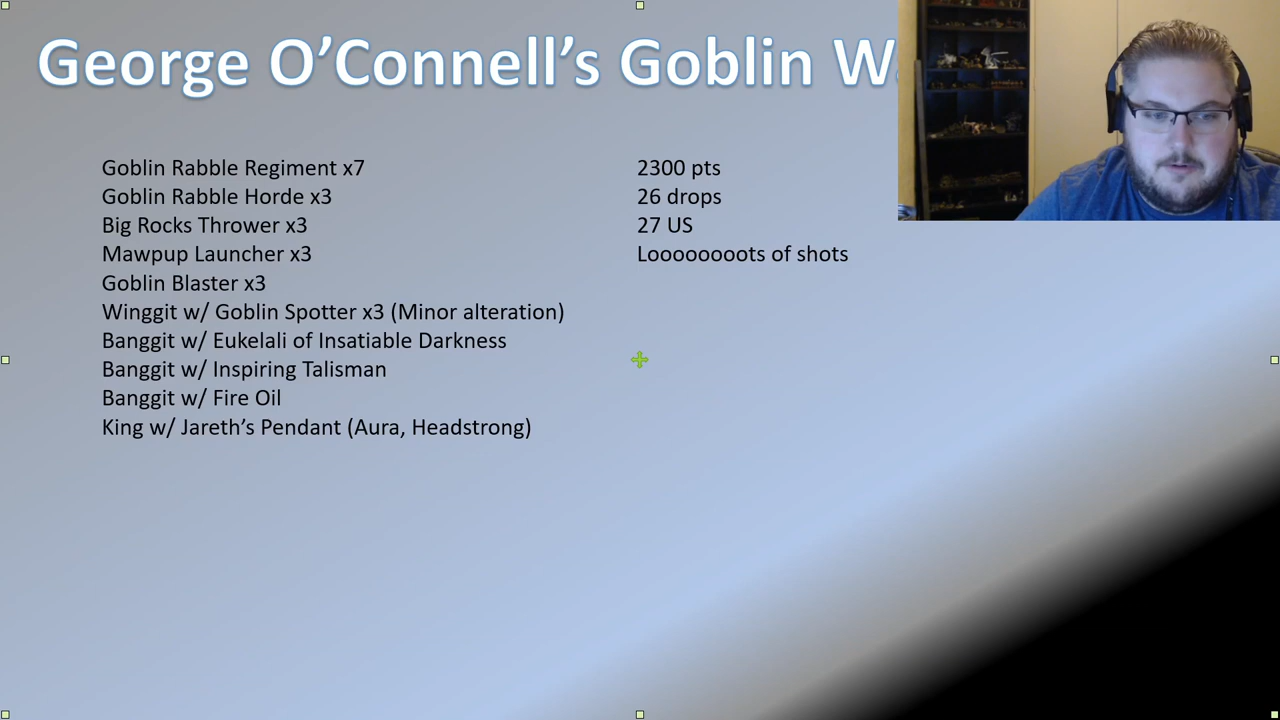 George O’Connell’s Goblin
Goblin Rabble Regiment x7
Goblin Rabble Horde x3
Big Rocks Thrower x3
Mawpup Launcher x3
Goblin Blaster x3
Winggit w/ Goblin Spotter x3 (Minor alteration)
Banggit w/ Eukelali of Insatiable Darkness
Banggit w/ Inspiring Talisman
Banggit w/ Fire Oil
King w/ Jareth’s Pendant (Aura, Headstrong)
2300 pts
26 drops
27 US
Loooooooots of shots